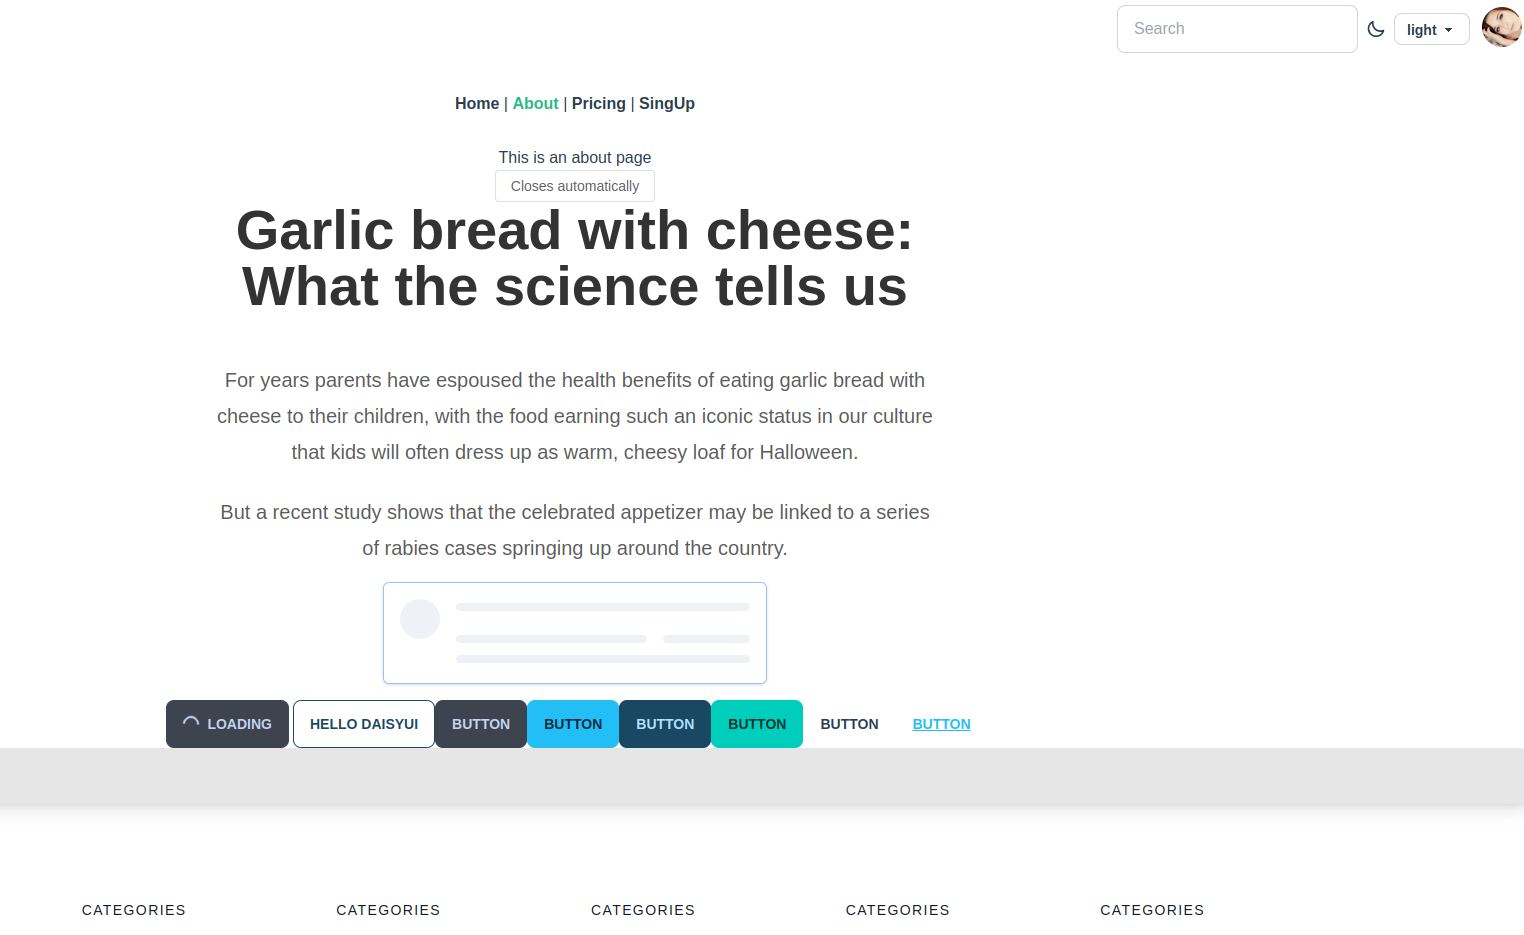 Search
light
Home | About | Pricing | SingUp
This is an about page
Closes automatically
Garlic bread with cheese:
What the science tells us
For years parents have espoused the health benefits of eating garlic bread with
cheese to their children, with the food earning such an iconic status in our culture
that kids will often dress up as warm, cheesy loaf for Halloween.
But a recent study shows that the celebrated appetizer may be linked to a series
of rabies cases springing up around the country.
LOADING HELLO DAISYUI BUTTON BUTTON BUTTON BUTTON BUTTON BUTTON
CATEGORIES CATEGORIES CATEGORIES CATEGORIES CATEGORIES